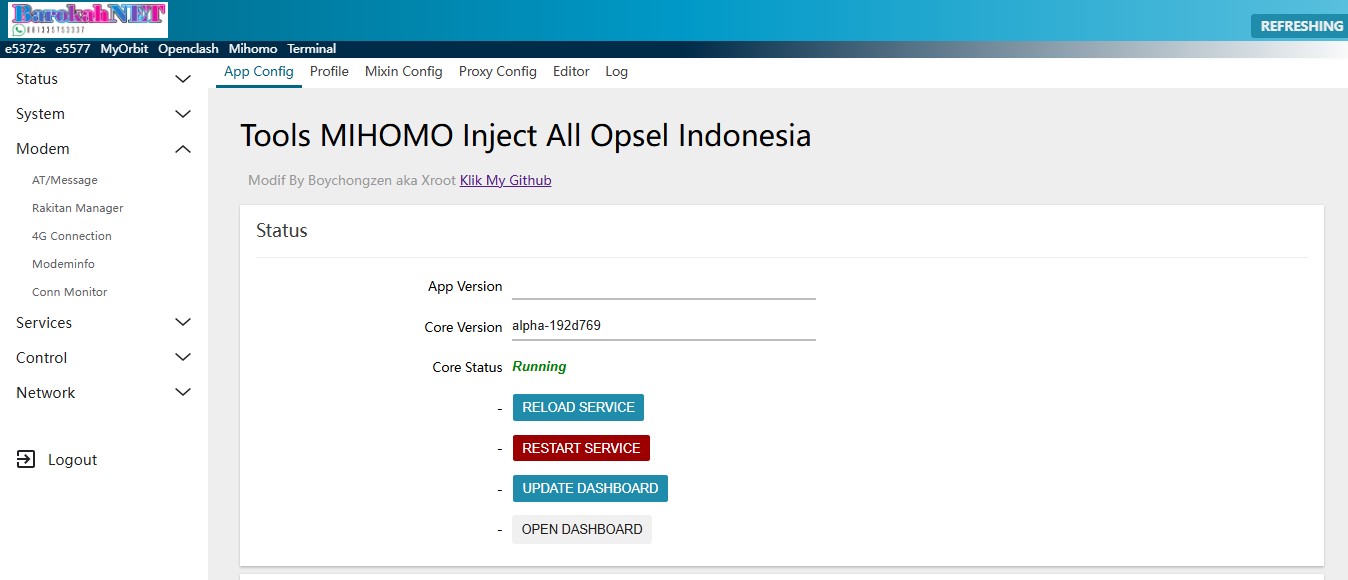 BarokahNET
REFRESHING
e5372s e5577 MyOrbit Openclash Mihomo Terminal
Status
System
Modem
AT/Message
Rakitan Manager
4G Connection
Modeminfo
Conn Monitor
Services
Control
Network
Logout
App Config Profile Mixin Config Proxy Config Editor Log
Tools MIHOMO Inject All Opsel Indonesia
Modif By Boychongzen aka Xroot Klik My Github
Status
App Version
Core Version alpha-192d769
Core Status Running
- RELOAD SERVICE
- RESTART SERVICE
- UPDATE DASHBOARD
- OPEN DASHBOARD